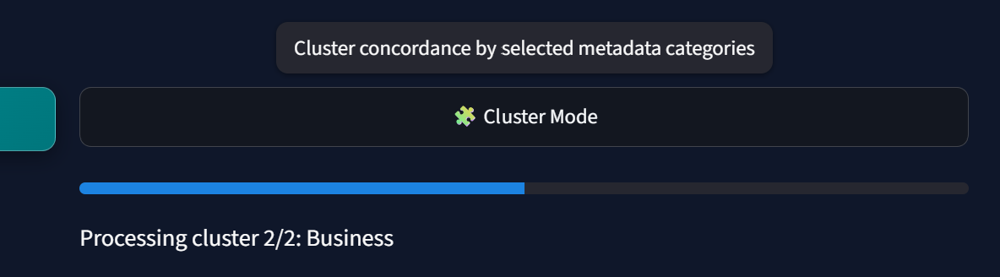 Cluster concordance by selected metadata categories
Cluster Mode
Processing cluster 2/2: Business